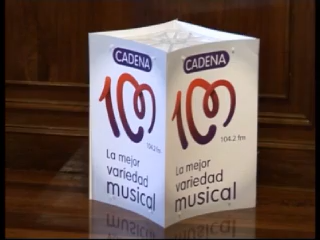 CADENA
100
104.2 fm
La mejor
variedad
musical
CADENA
100
104.2 fm
La mejor
variedad
musical